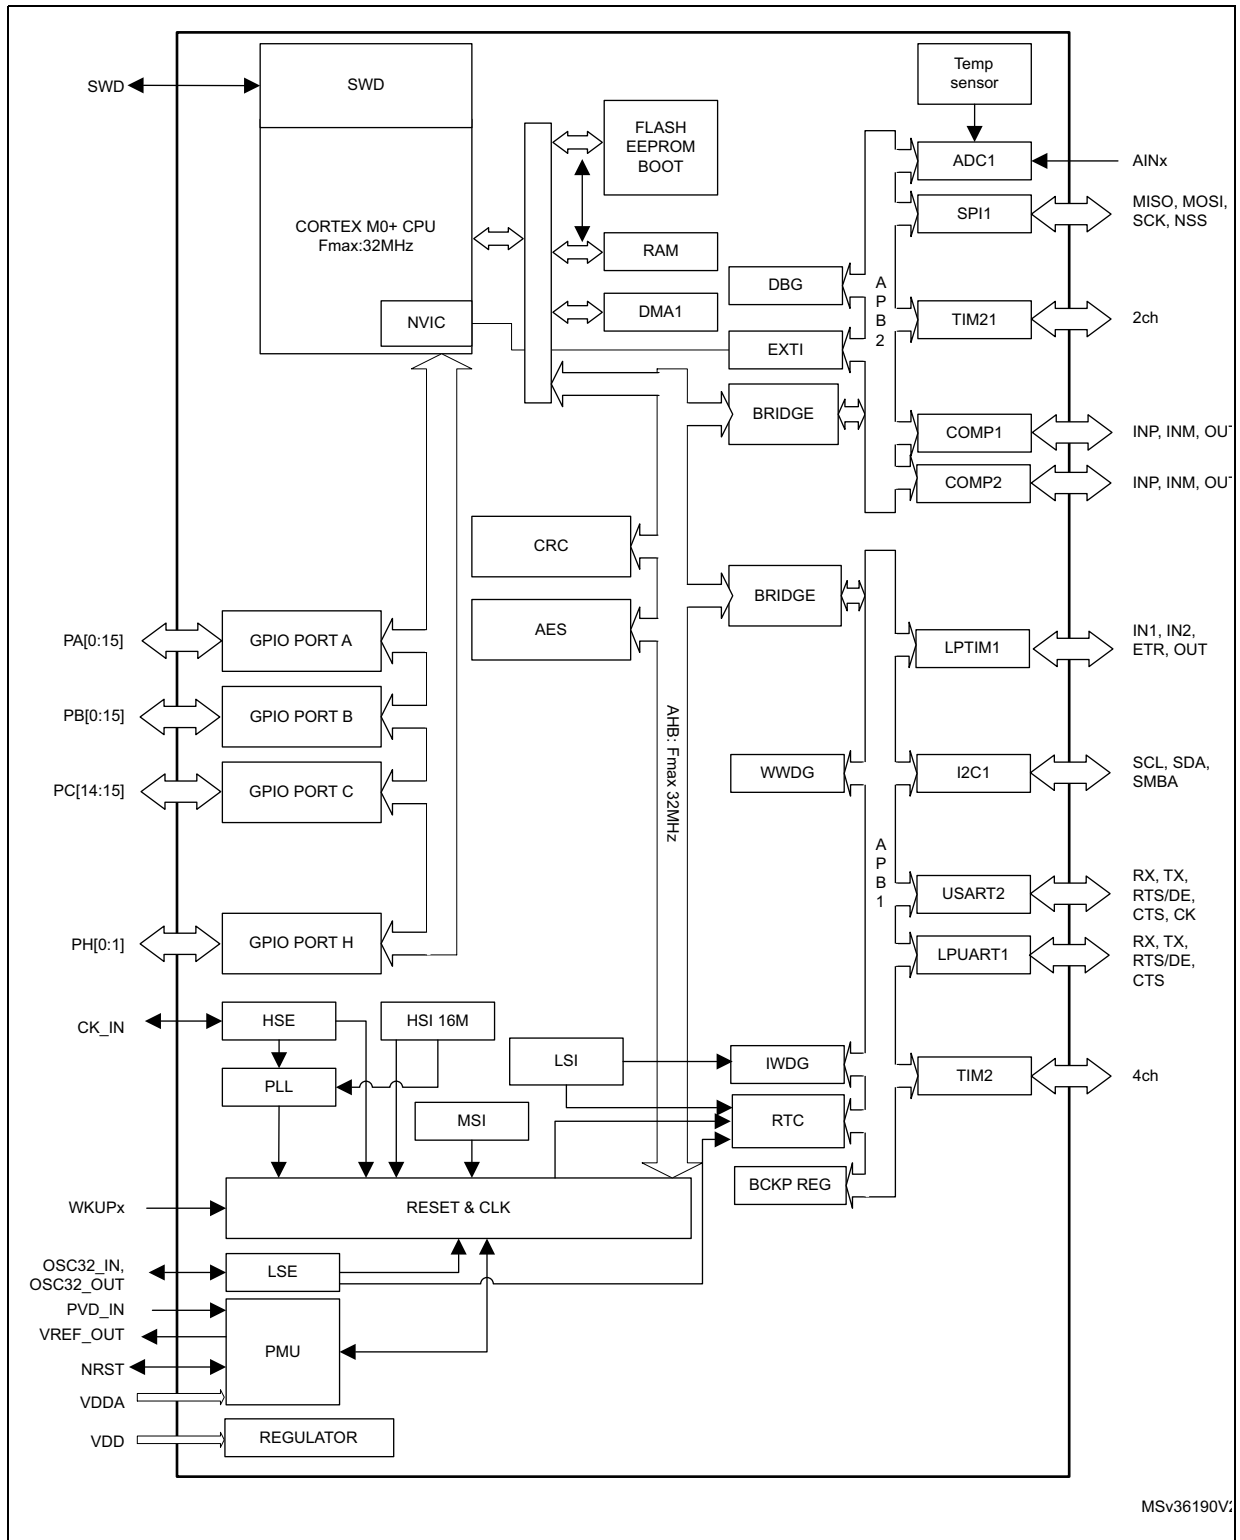 SWD
SWD
Temp
sensor
FLASH
EEPROM
BOOT
ADC1
AINx
CORTEX M0+ CPU
Fmax:32MHz
SPI1
MISO, MOSI,
SCK, NSS
RAM
DBG
A
P
B
2
NVIC
DMA1
TIM21
2ch
EXTI
BRIDGE
COMP1
INP, INM, OUT
COMP2
INP, INM, OUT
CRC
BRIDGE
AES
PA[0:15]
GPIO PORT A
LPTIM1
IN1, IN2,
ETR, OUT
PB[0:15]
GPIO PORT B
AHB: Fmax 32MHz
PC[14:15]
GPIO PORT C
WWDG
I2C1
SCL, SDA,
SMBA
A
P
B
1
USART2
RX, TX,
RTS/DE,
CTS, CK
PH[0:1]
GPIO PORT H
LPUART1
RX, TX,
RTS/DE,
CTS
CK_IN
HSE
HSI 16M
LSI
IWDG
PLL
TIM2
4ch
MSI
RTC
BCKP REG
WKUPx
RESET & CLK
OSC32_IN,
OSC32_OUT
LSE
PVD_IN
VREF_OUT
PMU
NRST
VDDA
VDD
REGULATOR
MSv36190V2